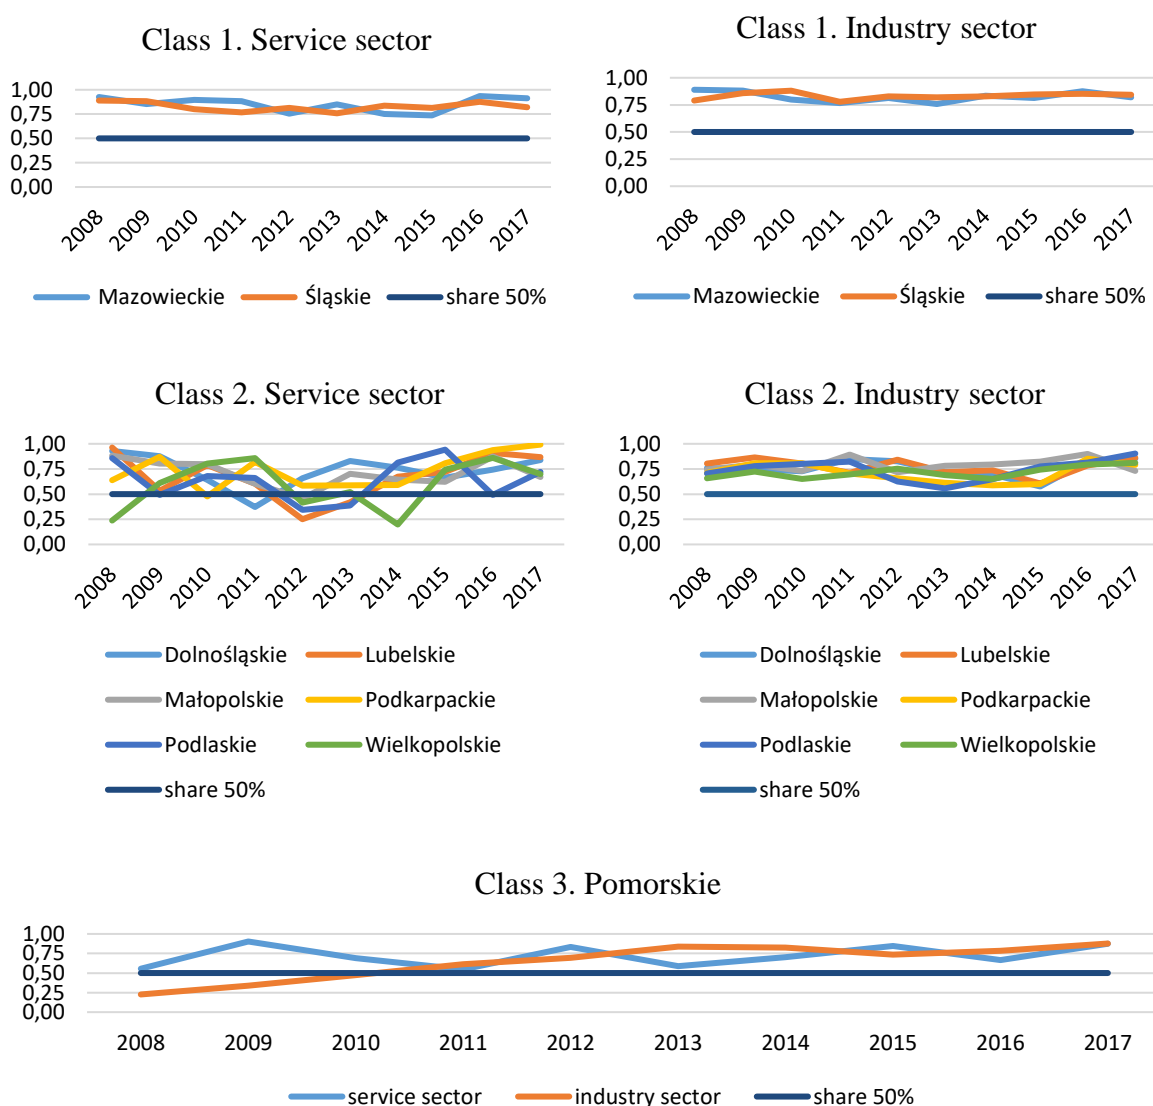 Class 1. Service sector
1,00
0,75
0,50
0,25
0,00
2008 2009 2010 2011 2012 2013 2014 2015 2016 2017
Mazowieckie Śląskie share 50%
Class 1. Industry sector
1,00
0,75
0,50
0,25
0,00
2008 2009 2010 2011 2012 2013 2014 2015 2016 2017
Mazowieckie Śląskie share 50%
Class 2. Service sector
1,00
0,75
0,50
0,25
0,00
2008 2009 2010 2011 2012 2013 2014 2015 2016 2017
Dolnośląskie Lubelskie
Małopolskie Podkarpackie
Podlaskie Wielkopolskie
share 50%
Class 2. Industry sector
1,00
0,75
0,50
0,25
0,00
2008 2009 2010 2011 2012 2013 2014 2015 2016 2017
Dolnośląskie Lubelskie
Małopolskie Podkarpackie
Podlaskie Wielkopolskie
share 50%
Class 3. Pomorskie
1,00
0,75
0,50
0,25
0,00
2008 2009 2010 2011 2012 2013 2014 2015 2016 2017
service sector industry sector share 50%